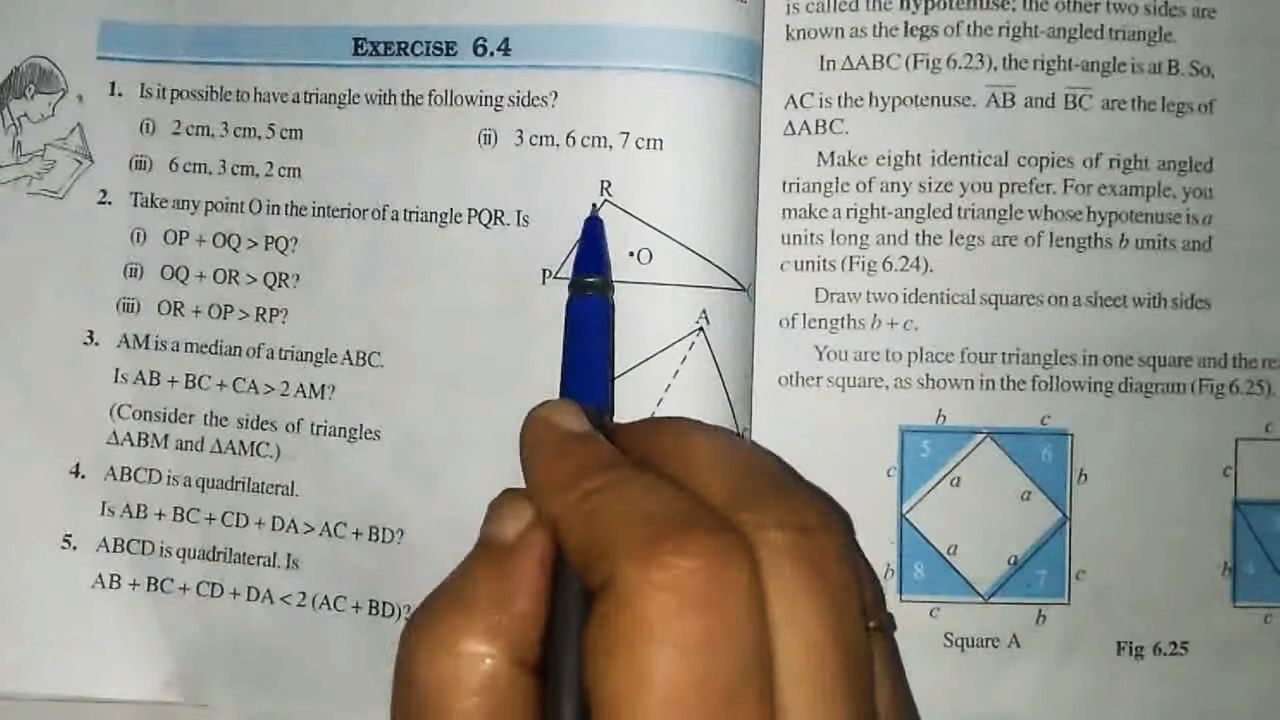 EXERCISE 6.4
1. Is it possible to have a triangle with the following sides?
(i) 2 cm, 3 cm, 5 cm
(ii) 3 cm, 6 cm, 7 cm
(iii) 6 cm, 3 cm, 2 cm
2. Take any point O in the interior of a triangle PQR. Is
(i) OP + OQ > PQ?
(ii) OQ + OR > QR?
(iii) OR + OP > RP?
R
•O
P
3. AM is a median of a triangle ABC.
Is AB + BC + CA > 2 AM?
(Consider the sides of triangles
ΔABM and ΔAMC.)
A
4. ABCD is a quadrilateral.
Is AB + BC + CD + DA > AC + BD?
5. ABCD is quadrilateral. Is
AB + BC + CD + DA < 2 (AC + BD)?
is called the hypotenuse; the other two sides are
known as the legs of the right-angled triangle.
In ΔABC (Fig 6.23), the right-angle is at B. So,
AC is the hypotenuse. A̅B̅ and B̅C̅ are the legs of
ΔABC.
Make eight identical copies of right angled
triangle of any size you prefer. For example, you
make a right-angled triangle whose hypotenuse is a
units long and the legs are of lengths b units and
c units (Fig 6.24).
Draw two identical squares on a sheet with sides
of lengths b + c.
You are to place four triangles in one square and the
other square, as shown in the following diagram (Fig 6.25).
b c
c 5 6 b
a a
a a
b 8 7 c
c b
Square A
Fig 6.25
c
c
b
c